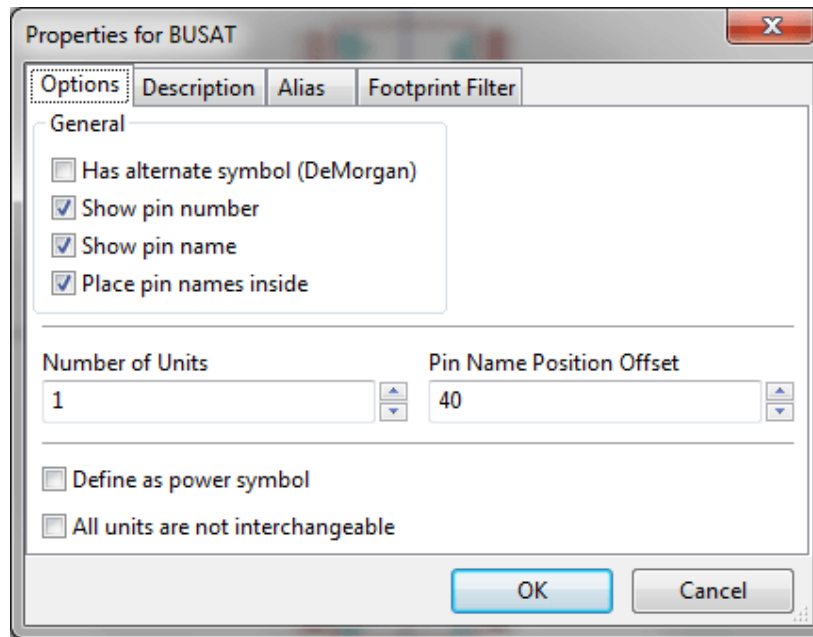 Properties for BUSAT
Options Description Alias Footprint Filter
General
Has alternate symbol (DeMorgan)
Show pin number
Show pin name
Place pin names inside
Number of Units Pin Name Position Offset
1 40
Define as power symbol
All units are not interchangeable
OK Cancel